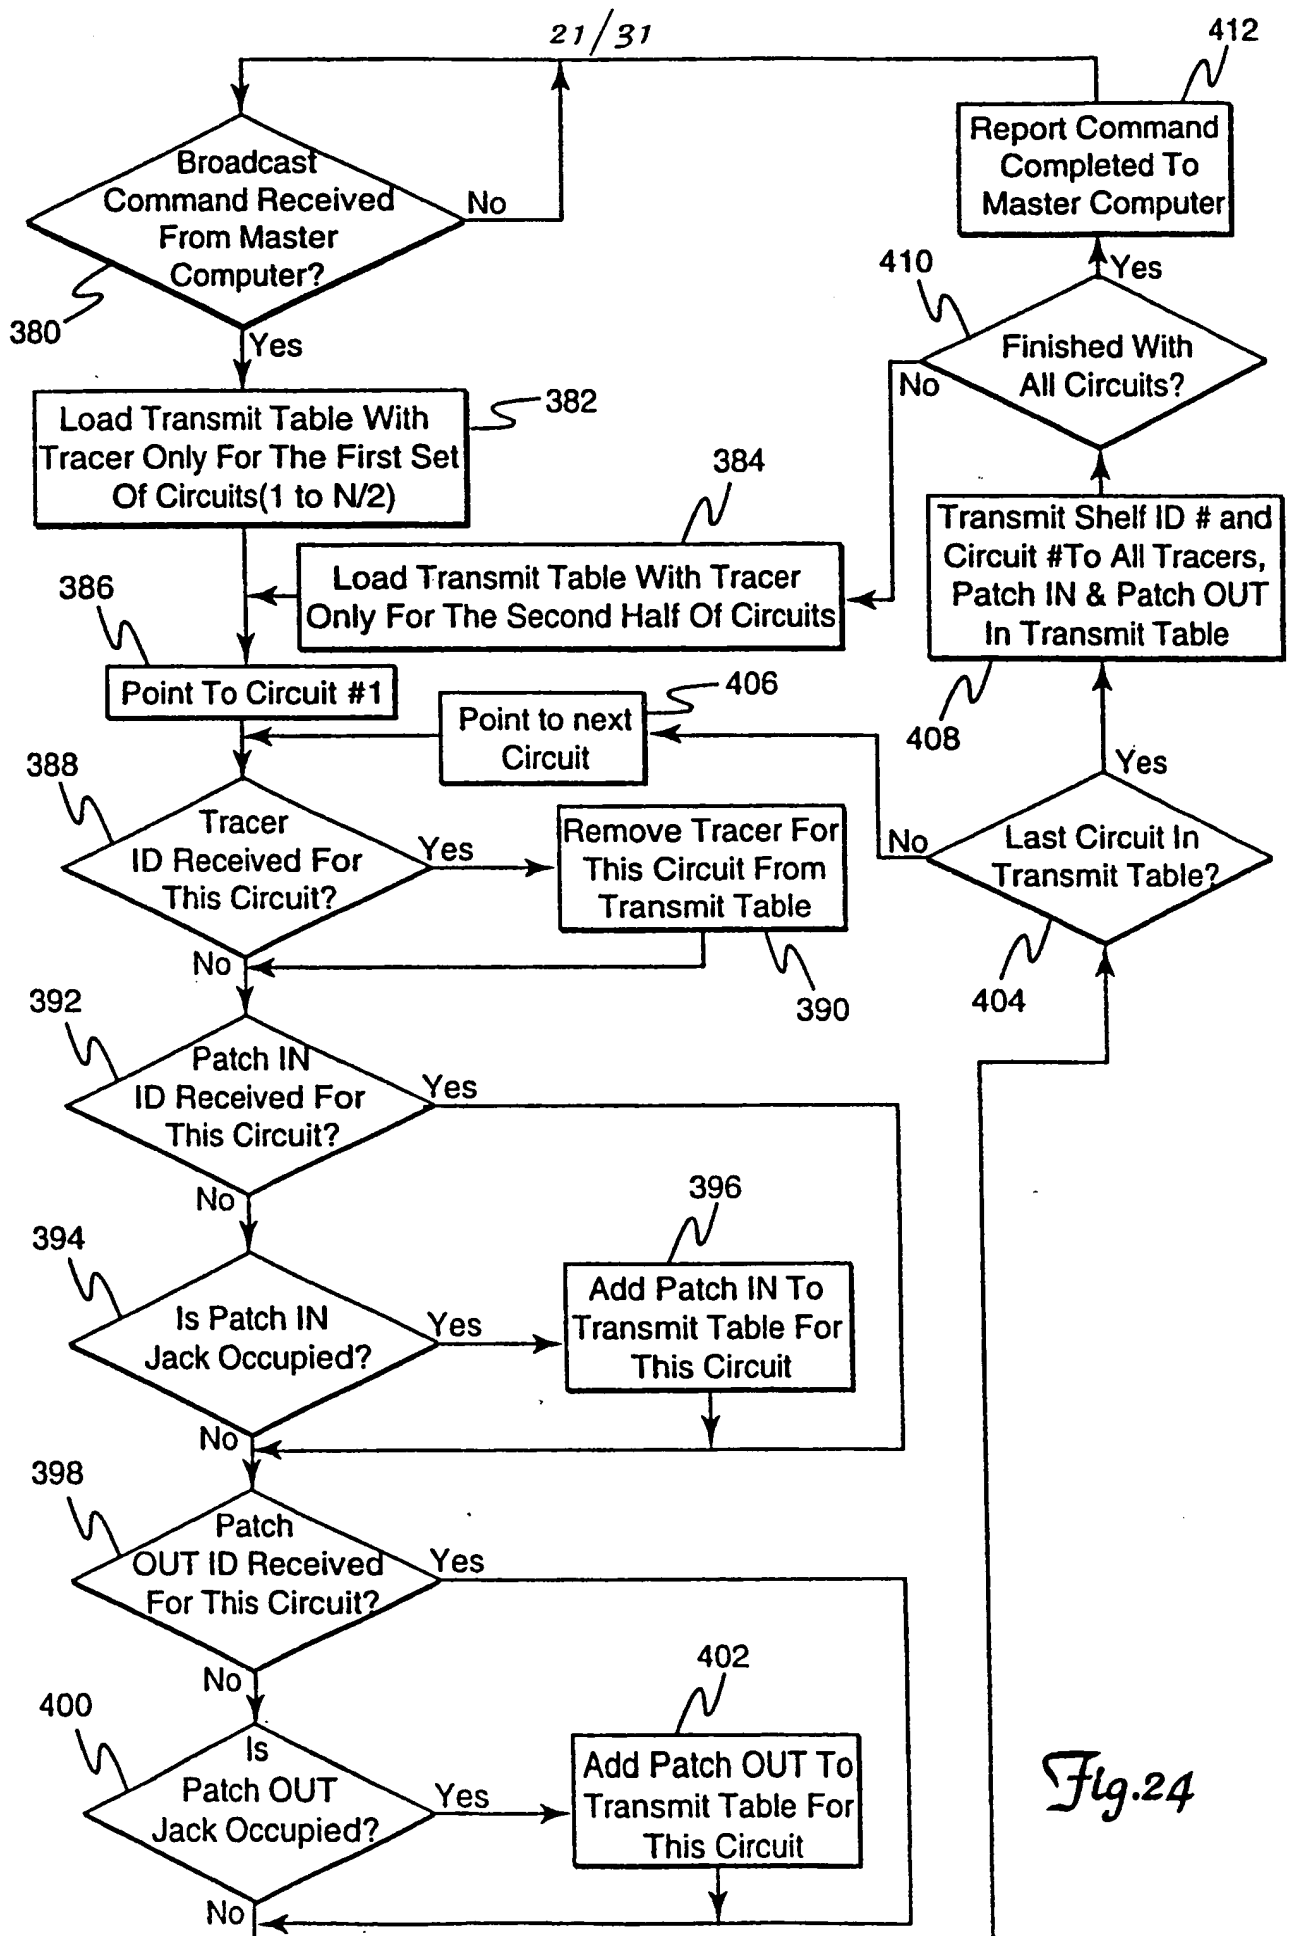 21/31
412
Report Command
Completed To
Master Computer
Broadcast
Command Received
From Master
Computer?
No
380
Yes
410
Yes
Finished With
All Circuits?
No
Load Transmit Table With
Tracer Only For The First Set
Of Circuits(1 to N/2)
382
384
Load Transmit Table With Tracer
Only For The Second Half Of Circuits
Transmit Shelf ID # and
Circuit #To All Tracers,
Patch IN & Patch OUT
In Transmit Table
408
386
Point To Circuit #1
406
Point to next
Circuit
388
Tracer
ID Received For
This Circuit?
Yes
Remove Tracer For
This Circuit From
Transmit Table
390
No
Yes
Last Circuit In
Transmit Table?
No
404
392
Patch IN
ID Received For
This Circuit?
Yes
No
394
Is Patch IN
Jack Occupied?
Yes
396
Add Patch IN To
Transmit Table For
This Circuit
No
398
Patch
OUT ID Received
For This Circuit?
Yes
No
400
Is
Patch OUT
Jack Occupied?
Yes
402
Add Patch OUT To
Transmit Table For
This Circuit
No
Fig.24